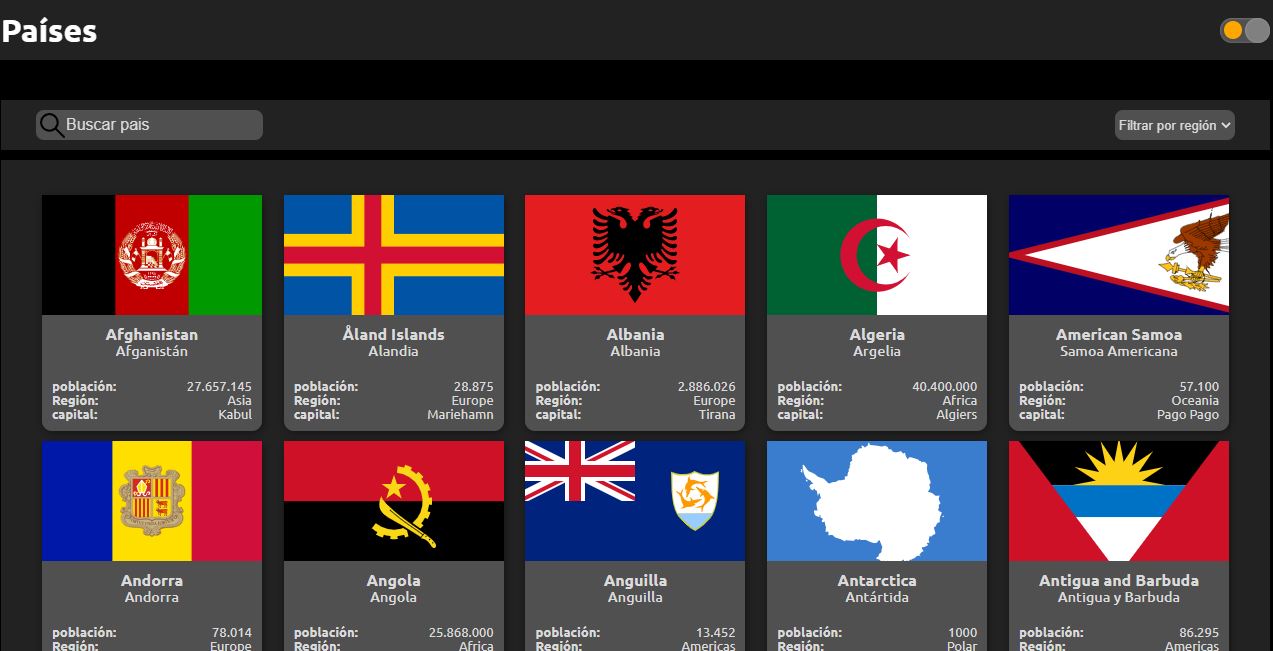 Países
Buscar pais
Filtrar por región
Afghanistan
Afganistán
población: 27.657.145
Región: Asia
capital: Kabul
Åland Islands
Alandia
población: 28.875
Región: Europe
capital: Mariehamn
Albania
Albania
población: 2.886.026
Región: Europe
capital: Tirana
Algeria
Argelia
población: 40.400.000
Región: Africa
capital: Algiers
American Samoa
Samoa Americana
población: 57.100
Región: Oceania
capital: Pago Pago
Andorra
Andorra
población: 78.014
Región: Europe
Angola
Angola
población: 25.868.000
Región: Africa
Anguilla
Anguilla
población: 13.452
Región: Americas
Antarctica
Antártida
población: 1000
Región: Polar
Antigua and Barbuda
Antigua y Barbuda
población: 86.295
Región: Americas